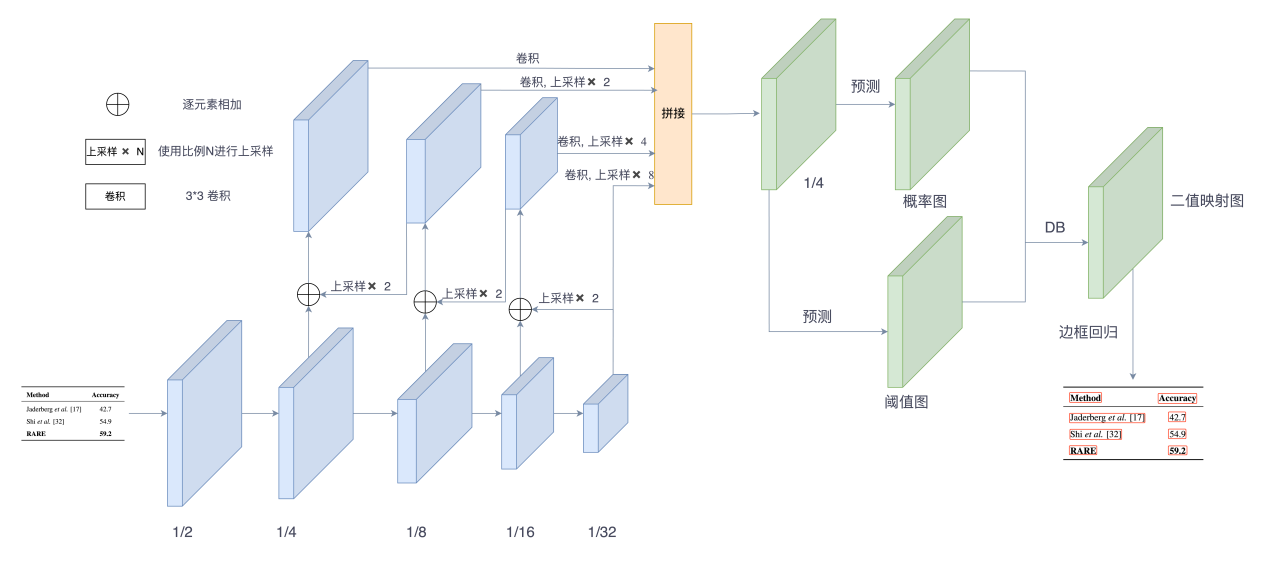 逐元素相加
上采样 × N
使用比例N进行上采样
卷积
3*3 卷积
卷积
卷积, 上采样× 2
卷积, 上采样× 4
卷积, 上采样× 8
拼接
上采样× 2
上采样× 2
上采样× 2
1/4
预测
概率图
预测
阈值图
DB
二值映射图
边框回归
Method Accuracy
Jaderberg et al. [17] 42.7
Shi et al. [32] 54.9
RARE 59.2
1/2
1/4
1/8
1/16
1/32
Method Accuracy
Jaderberg et al. [17] 42.7
Shi et al. [32] 54.9
RARE 59.2